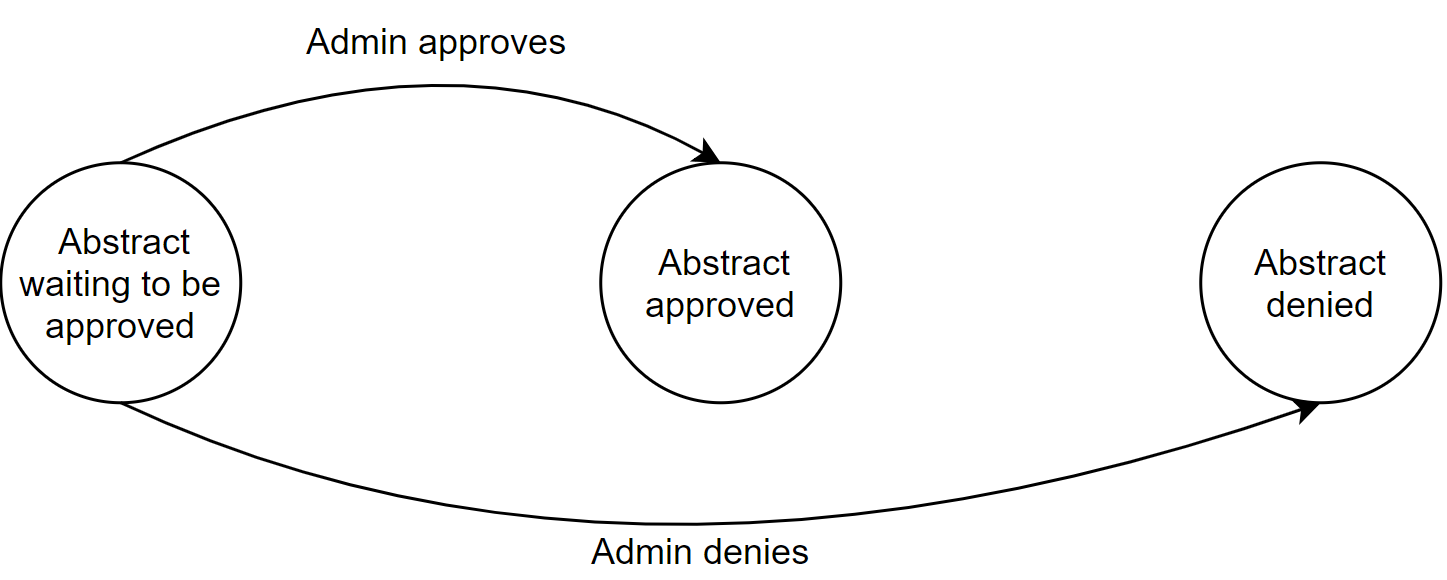 Admin approves
Abstract
waiting to be
approved
Abstract
approved
Abstract
denied
Admin denies